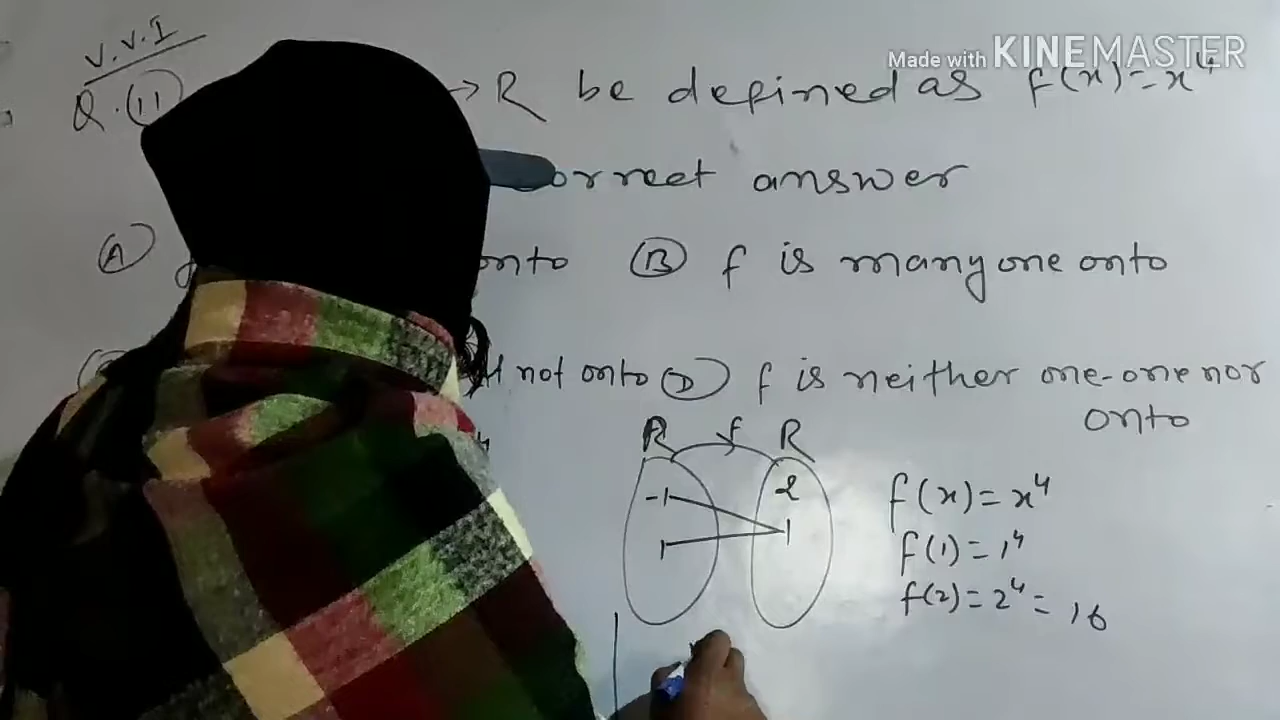 Made with KINEMASTER
V.V.I
Q.(11) → R be defined as f(x)=x⁴
orrect answer
(A) onto (B) f is many one onto
not onto (D) f is neither one-one nor
onto
R f R
-1 2
1 1
f(x)=x⁴
f(1)=1⁴
f(2)=2⁴= 16